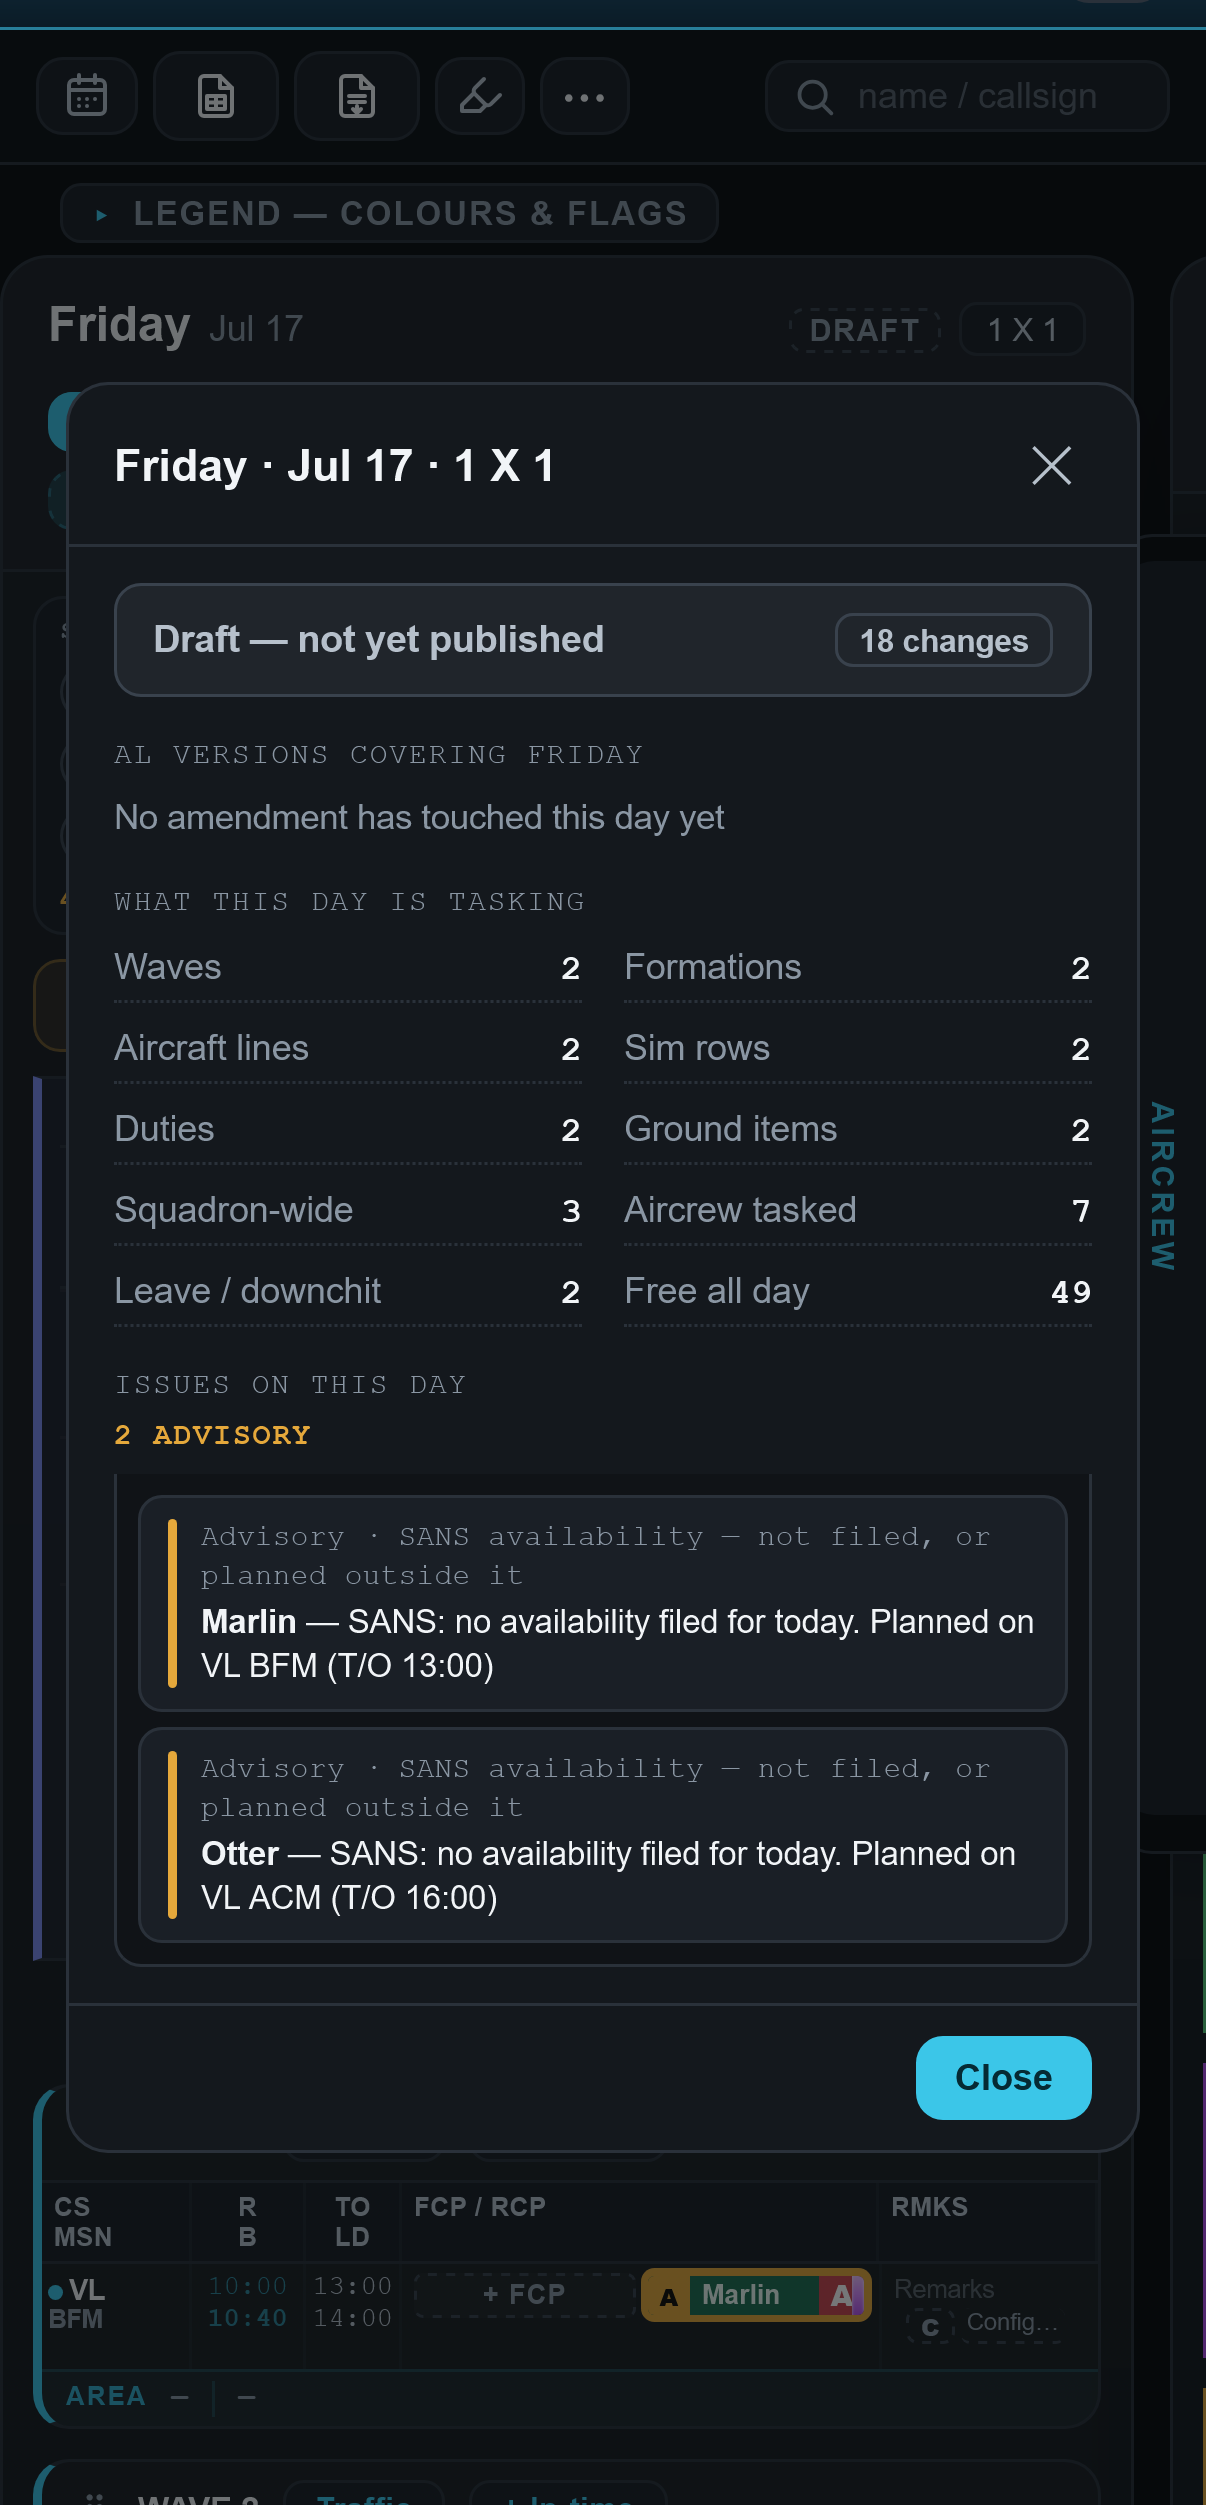 name / callsign
LEGEND — COLOURS & FLAGS
Friday Jul 17 DRAFT 1 X 1
Friday · Jul 17 · 1 X 1
Draft — not yet published 18 changes
AL VERSIONS COVERING FRIDAY
No amendment has touched this day yet
WHAT THIS DAY IS TASKING
Waves 2 Formations 2
Aircraft lines 2 Sim rows 2
Duties 2 Ground items 2
Squadron-wide 3 Aircrew tasked 7
Leave / downchit 2 Free all day 49
AIRCREW
ISSUES ON THIS DAY
2 ADVISORY
Advisory · SANS availability — not filed, or
planned outside it
Marlin — SANS: no availability filed for today. Planned on
VL BFM (T/O 13:00)
Advisory · SANS availability — not filed, or
planned outside it
Otter — SANS: no availability filed for today. Planned on
VL ACM (T/O 16:00)
Close
CS R TO FCP / RCP RMKS
MSN B LD
VL 10:00 13:00 + FCP A Marlin A Remarks
BFM 10:40 14:00 C Config...
AREA — —
WAVE 2 Traffic + In-time